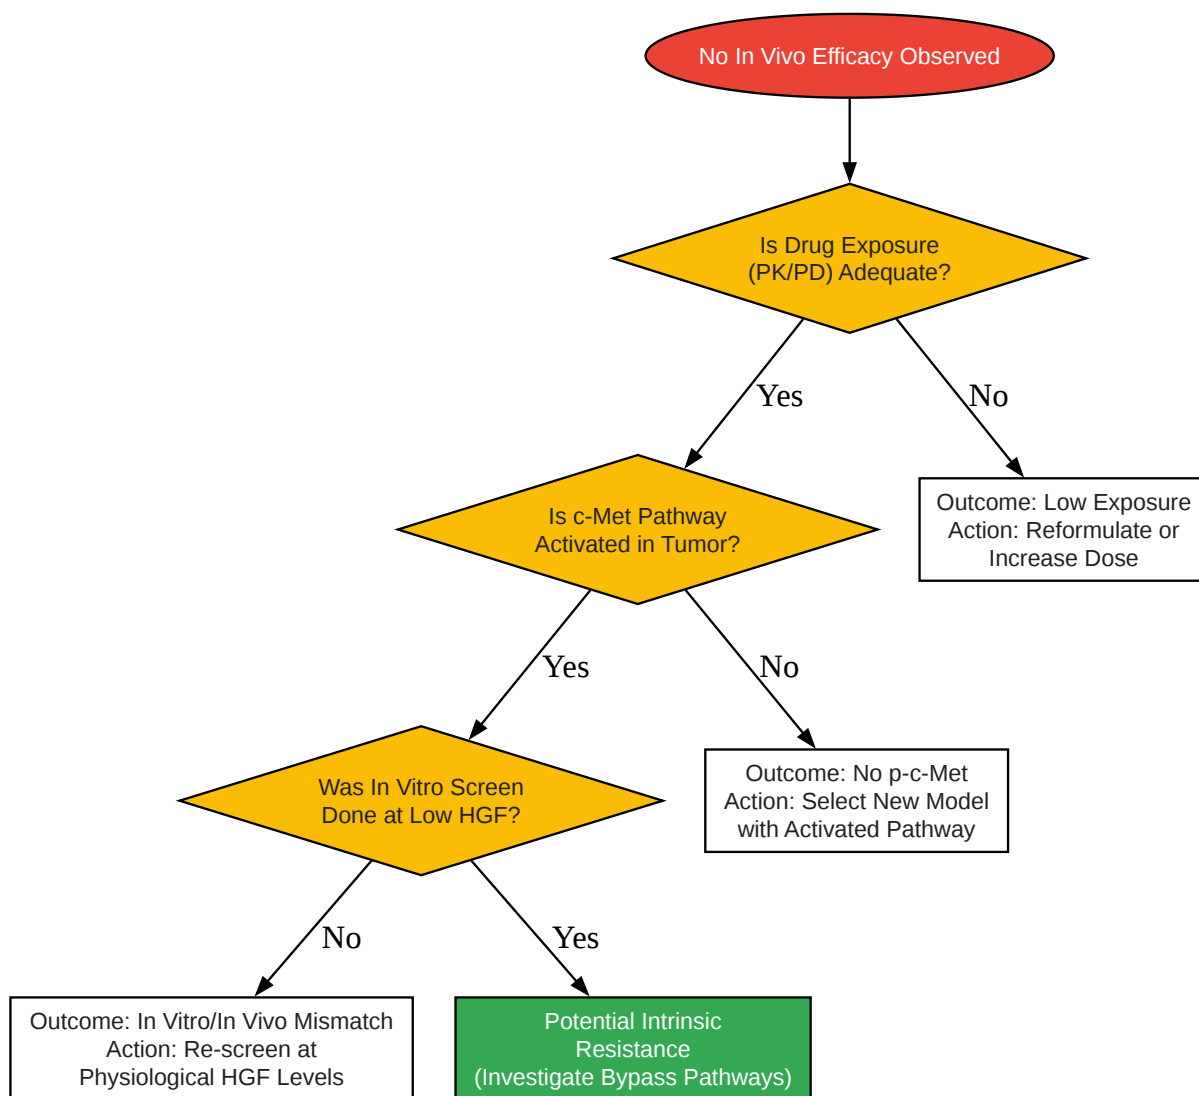 No In Vivo Efficacy Observed
Is Drug Exposure
(PK/PD) Adequate?
Yes
No
Is c-Met Pathway
Activated in Tumor?
Outcome: Low Exposure
Action: Reformulate or
Increase Dose
Yes
No
Was In Vitro Screen
Done at Low HGF?
Outcome: No p-c-Met
Action: Select New Model
with Activated Pathway
No
Yes
Outcome: In Vitro/In Vivo Mismatch
Action: Re-screen at
Physiological HGF Levels
Potential Intrinsic
Resistance
(Investigate Bypass Pathways)